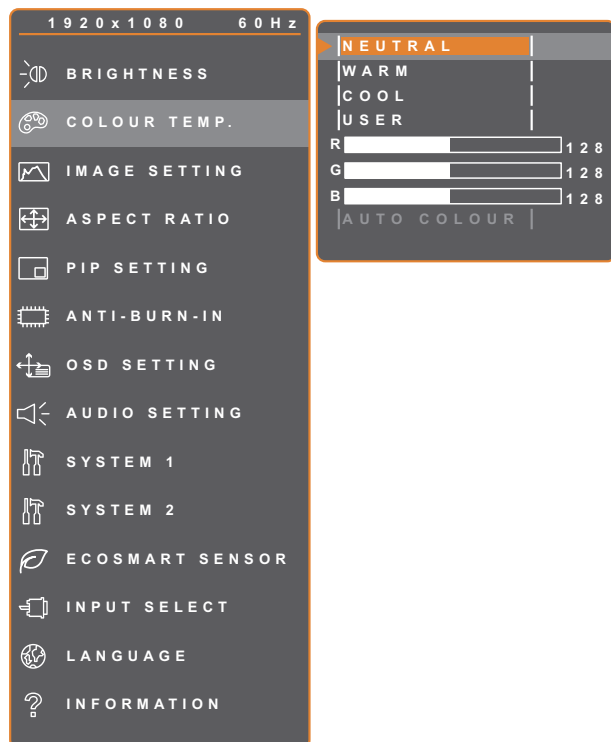 1920x1080 60Hz
BRIGHTNESS
COLOUR TEMP.
IMAGE SETTING
ASPECT RATIO
PIP SETTING
ANTI-BURN-IN
OSD SETTING
AUDIO SETTING
SYSTEM 1
SYSTEM 2
ECOSMART SENSOR
INPUT SELECT
LANGUAGE
INFORMATION
NEUTRAL
WARM
COOL
USER
R 128
G 128
B 128
AUTO COLOUR